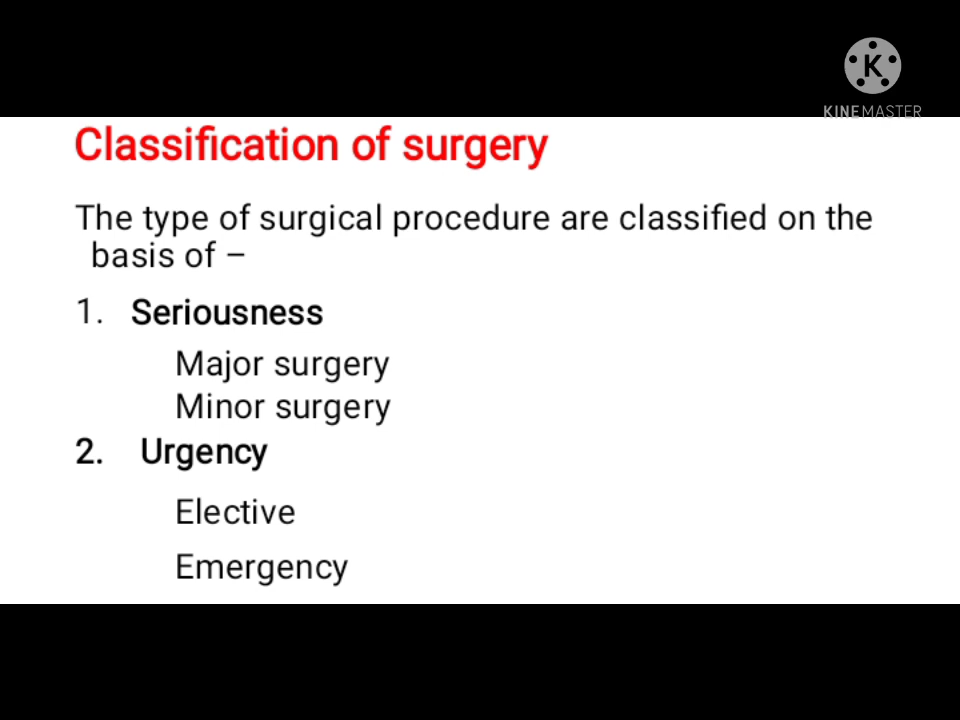 K
KINEMASTER
Classification of surgery
The type of surgical procedure are classified on the
basis of –
1. Seriousness
Major surgery
Minor surgery
2. Urgency
Elective
Emergency